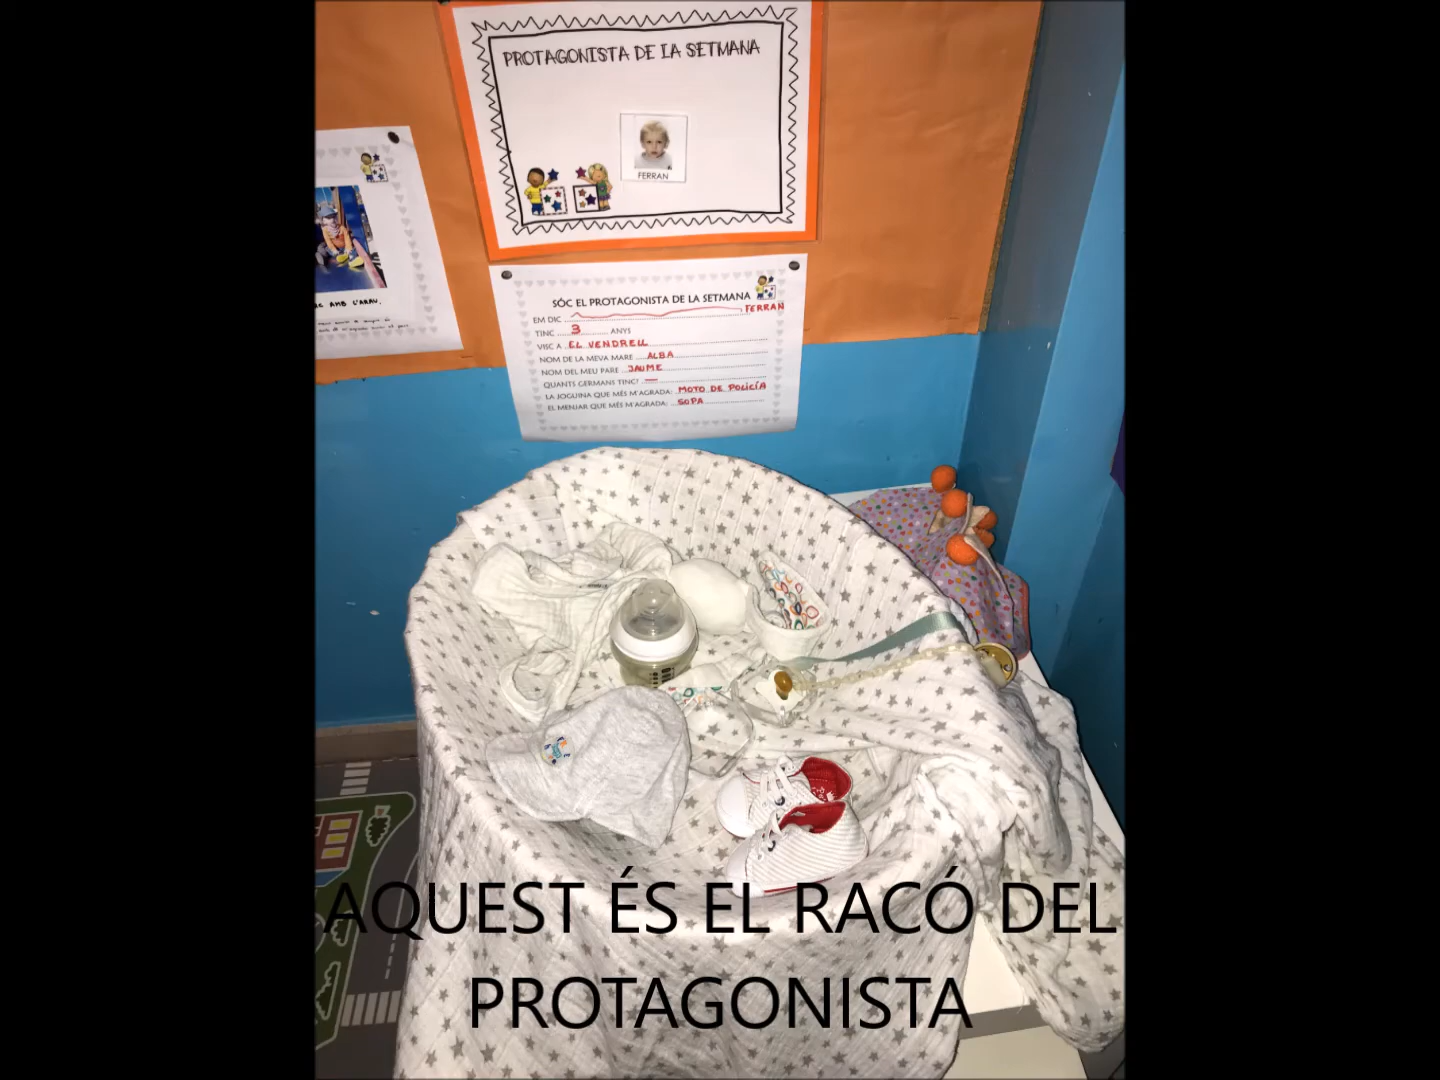 PROTAGONISTA DE LA SETMANA
FERRAN
AMB L'ARAU.
SÓC EL PROTAGONISTA DE LA SETMANA
EM DIC FERRAN
TINC 3 ANYS
VISC A EL VENDRELL
NOM DE LA MEVA MARE ALBA
NOM DEL MEU PARE JAUME
QUANTS GERMANS TINC? —
LA JOGUINA QUE MÉS M'AGRADA: MOTO DE POLICÍA
EL MENJAR QUE MÉS M'AGRADA: SOPA
AQUEST ÉS EL RACÓ DEL
PROTAGONISTA